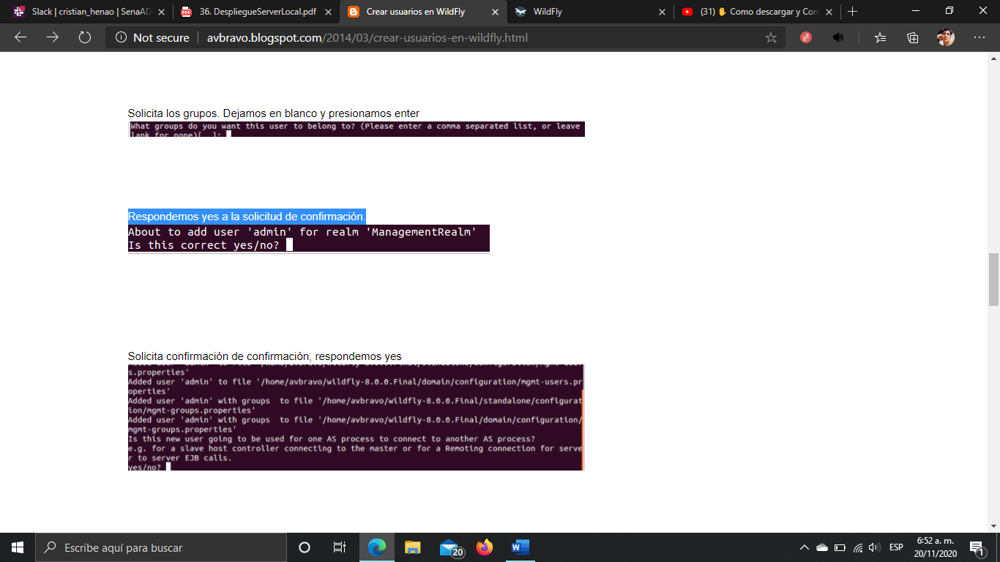 Slack | cristian_henao | SenaAD
36. DespliegueServerLocal.pdf
Crear usuarios en WildFly
WildFly
(31) ✋ Como descargar y Con
Not secure
avbravo.blogspot.com/2014/03/crear-usuarios-en-wildfly.html
Solicita los grupos. Dejamos en blanco y presionamos enter
What groups do you want this user to belong to? (Please enter a comma separated list, or leave
lank for none)[ ]:
Respondemos yes a la solicitud de confirmación.
About to add user 'admin' for realm 'ManagementRealm'
Is this correct yes/no?
Solicita confirmación de confirmación, respondemos yes
s.properties'
Added user 'admin' to file '/home/avbravo/wildfly-8.0.0.Final/domain/configuration/mgmt-users.pr
operties'
Added user 'admin' with groups to file '/home/avbravo/wildfly-8.0.0.Final/standalone/configurat
ion/mgmt-groups.properties'
Added user 'admin' with groups to file '/home/avbravo/wildfly-8.0.0.Final/domain/configuration/
mgmt-groups.properties'
Is this new user going to be used for one AS process to connect to another AS process?
e.g. for a slave host controller connecting to the master or for a Remoting connection for serve
r to server EJB calls.
yes/no?
Escribe aquí para buscar
20
ESP
6:52 a. m.
20/11/2020
1